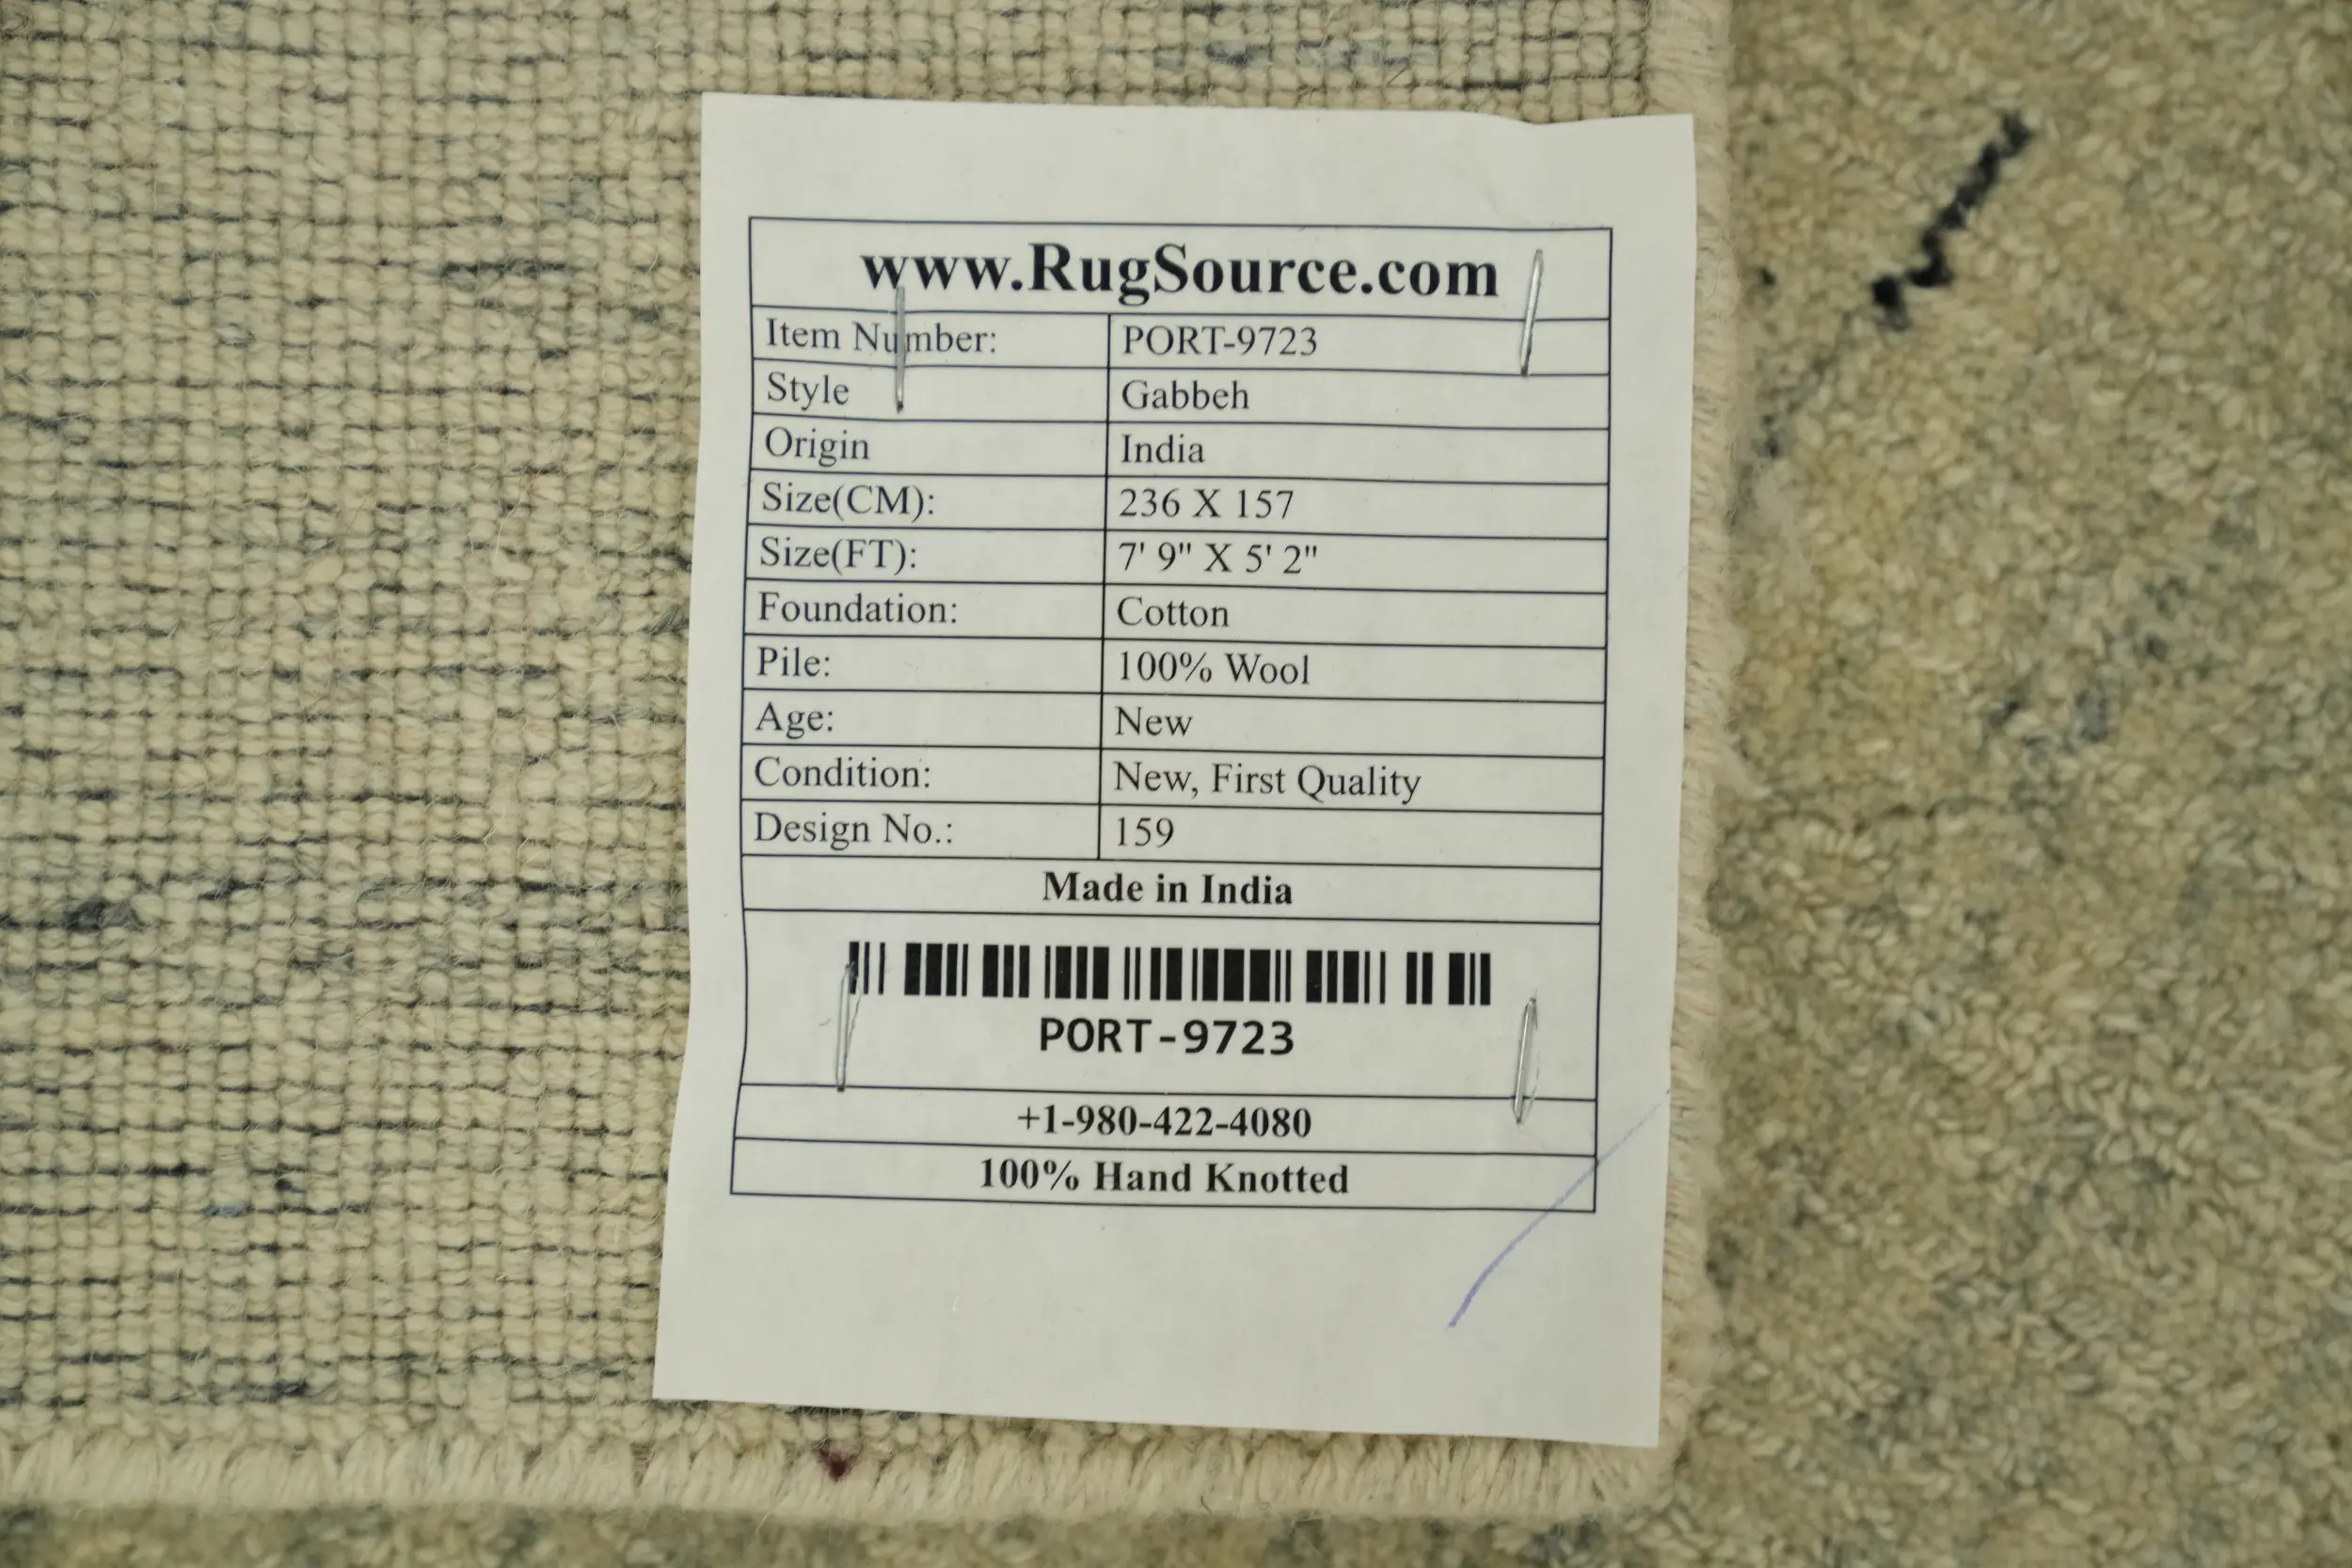 www.RugSource.com
Item Number: PORT-9723
Style Gabbeh
Origin India
Size(CM): 236 X 157
Size(FT): 7' 9" X 5' 2"
Foundation: Cotton
Pile: 100% Wool
Age: New
Condition: New, First Quality
Design No.: 159
Made in India
PORT-9723
+1-980-422-4080
100% Hand Knotted